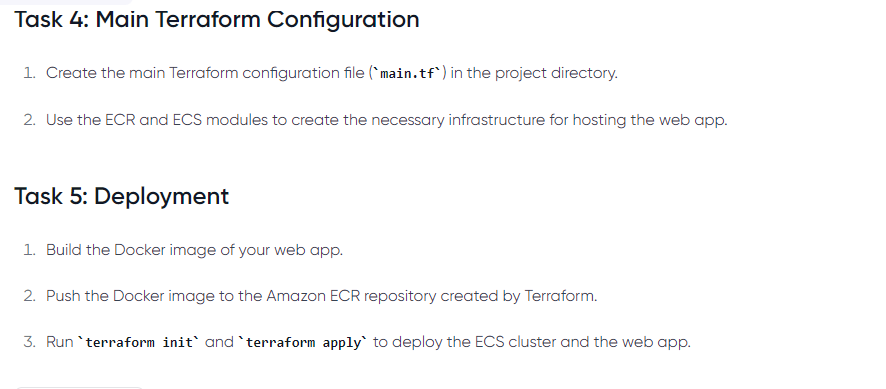 Task 4: Main Terraform Configuration
1. Create the main Terraform configuration file (`main.tf`) in the project directory.
2. Use the ECR and ECS modules to create the necessary infrastructure for hosting the web app.
Task 5: Deployment
1. Build the Docker image of your web app.
2. Push the Docker image to the Amazon ECR repository created by Terraform.
3. Run `terraform init` and `terraform apply` to deploy the ECS cluster and the web app.